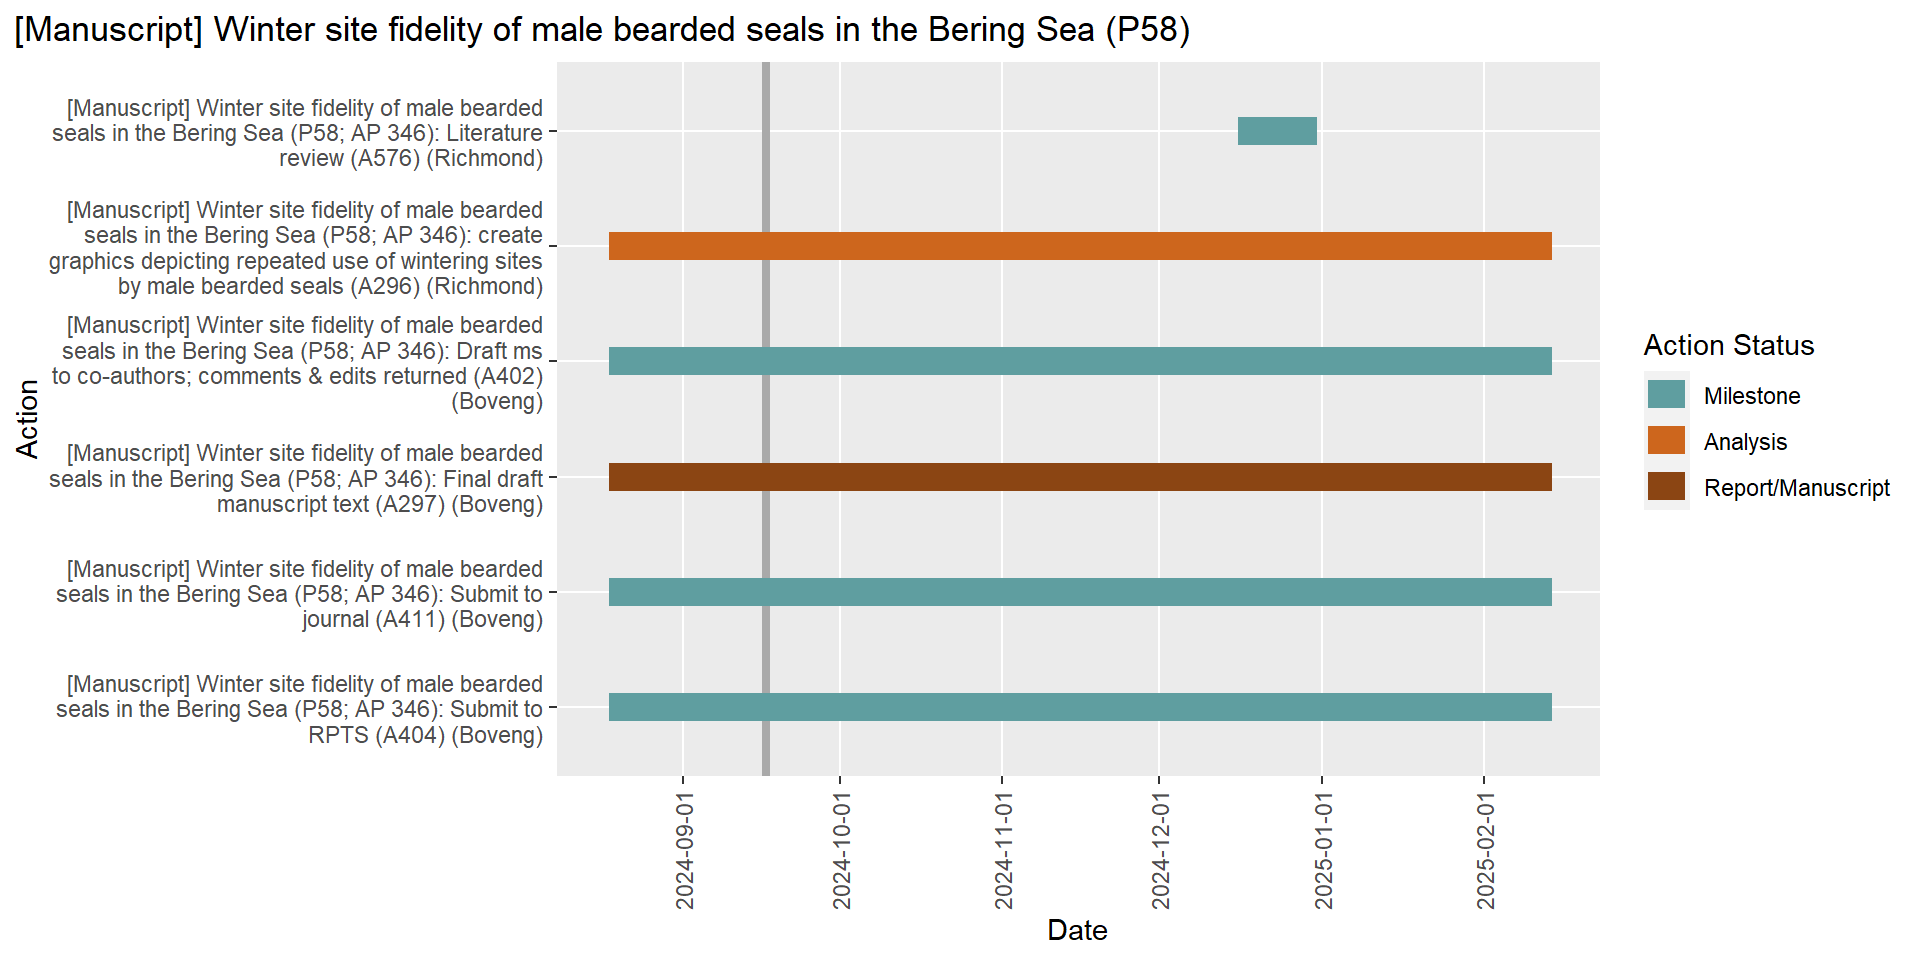 [Manuscript] Winter site fidelity of male bearded seals in the Bering Sea (P58)
[Manuscript] Winter site fidelity of male bearded
seals in the Bering Sea (P58; AP 346): Literature
review (A576) (Richmond)
[Manuscript] Winter site fidelity of male bearded
seals in the Bering Sea (P58; AP 346): create
graphics depicting repeated use of wintering sites
by male bearded seals (A296) (Richmond)
[Manuscript] Winter site fidelity of male bearded
seals in the Bering Sea (P58; AP 346): Draft ms
to co-authors; comments & edits returned (A402)
(Boveng)
[Manuscript] Winter site fidelity of male bearded
seals in the Bering Sea (P58; AP 346): Final draft
manuscript text (A297) (Boveng)
[Manuscript] Winter site fidelity of male bearded
seals in the Bering Sea (P58; AP 346): Submit to
journal (A411) (Boveng)
[Manuscript] Winter site fidelity of male bearded
seals in the Bering Sea (P58; AP 346): Submit to
RPTS (A404) (Boveng)
Action
2024-09-01
2024-10-01
2024-11-01
2024-12-01
2025-01-01
2025-02-01
Date
Action Status
Milestone
Analysis
Report/Manuscript